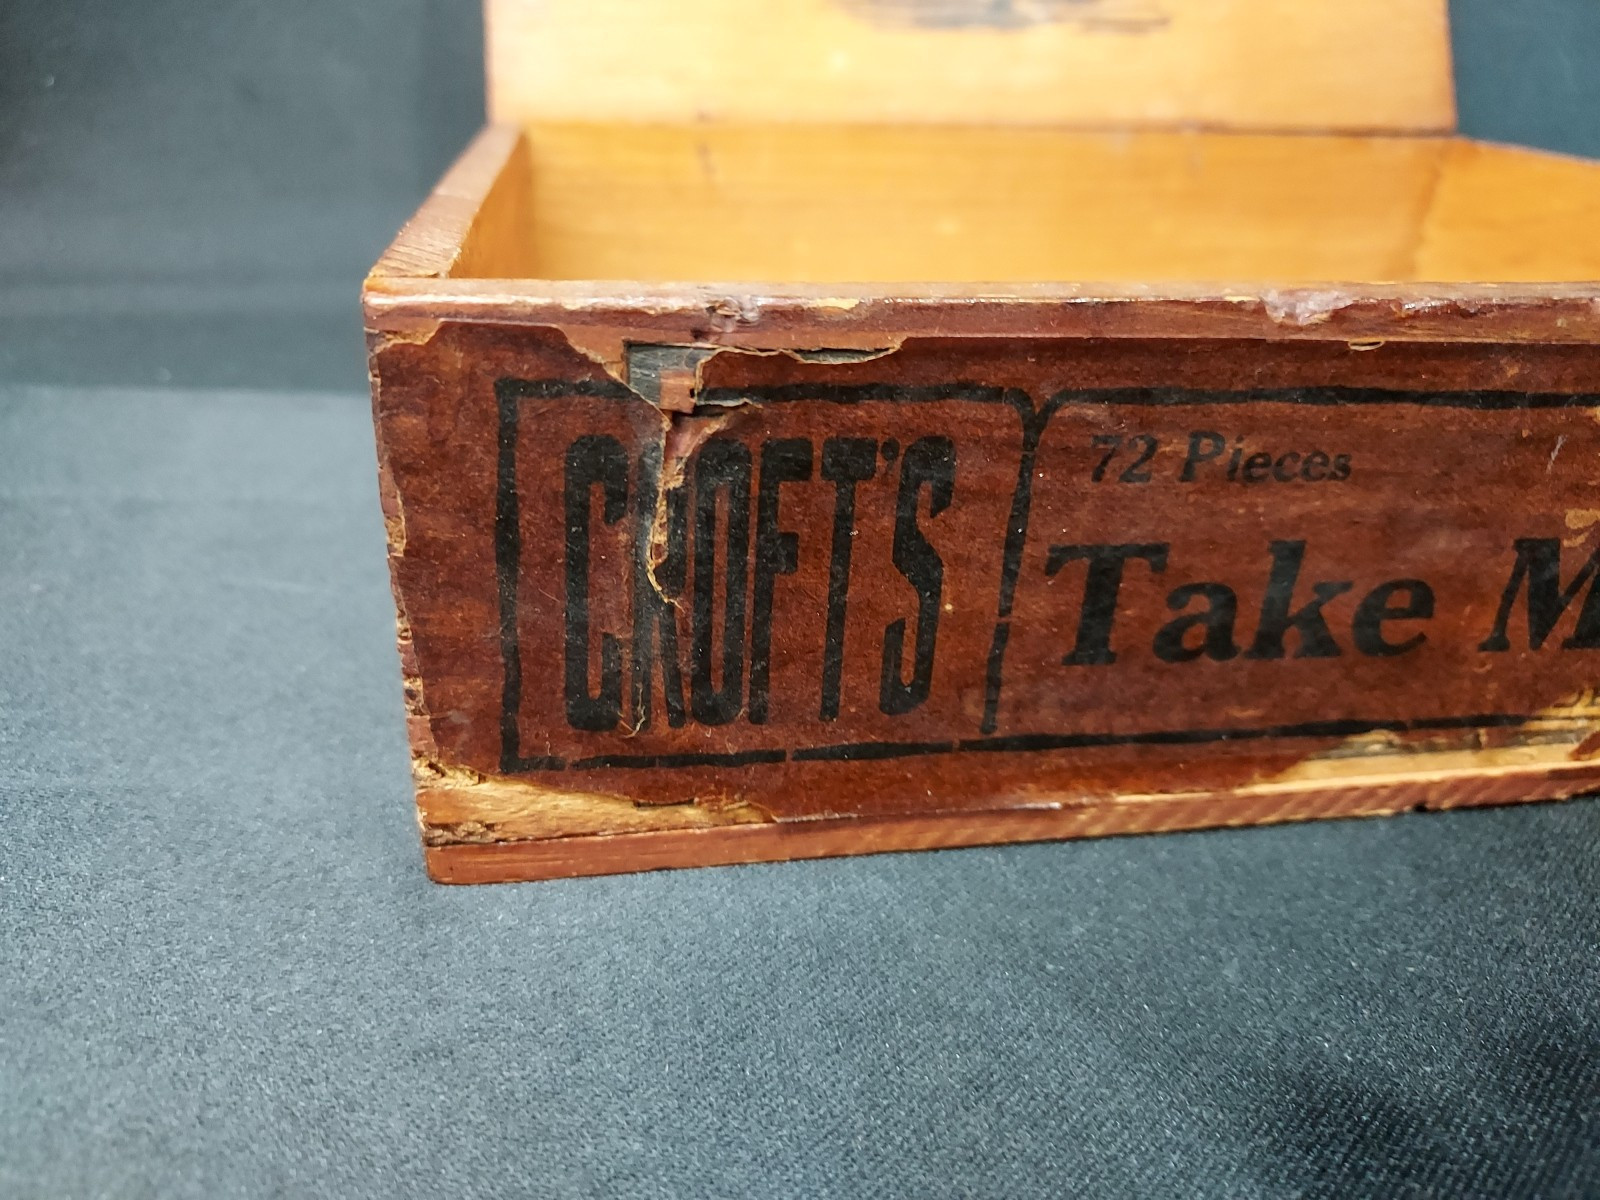 CROFT'S
72 Pieces
Take M